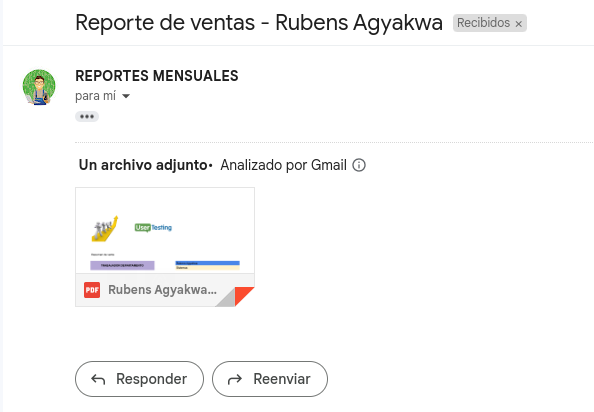 Reporte de ventas - Rubens Agyakwa Recibidos ×
REPORTES MENSUALES
para mí
Un archivo adjunto• Analizado por Gmail
UserTesting
PDF Rubens Agyakwa...
Responder Reenviar